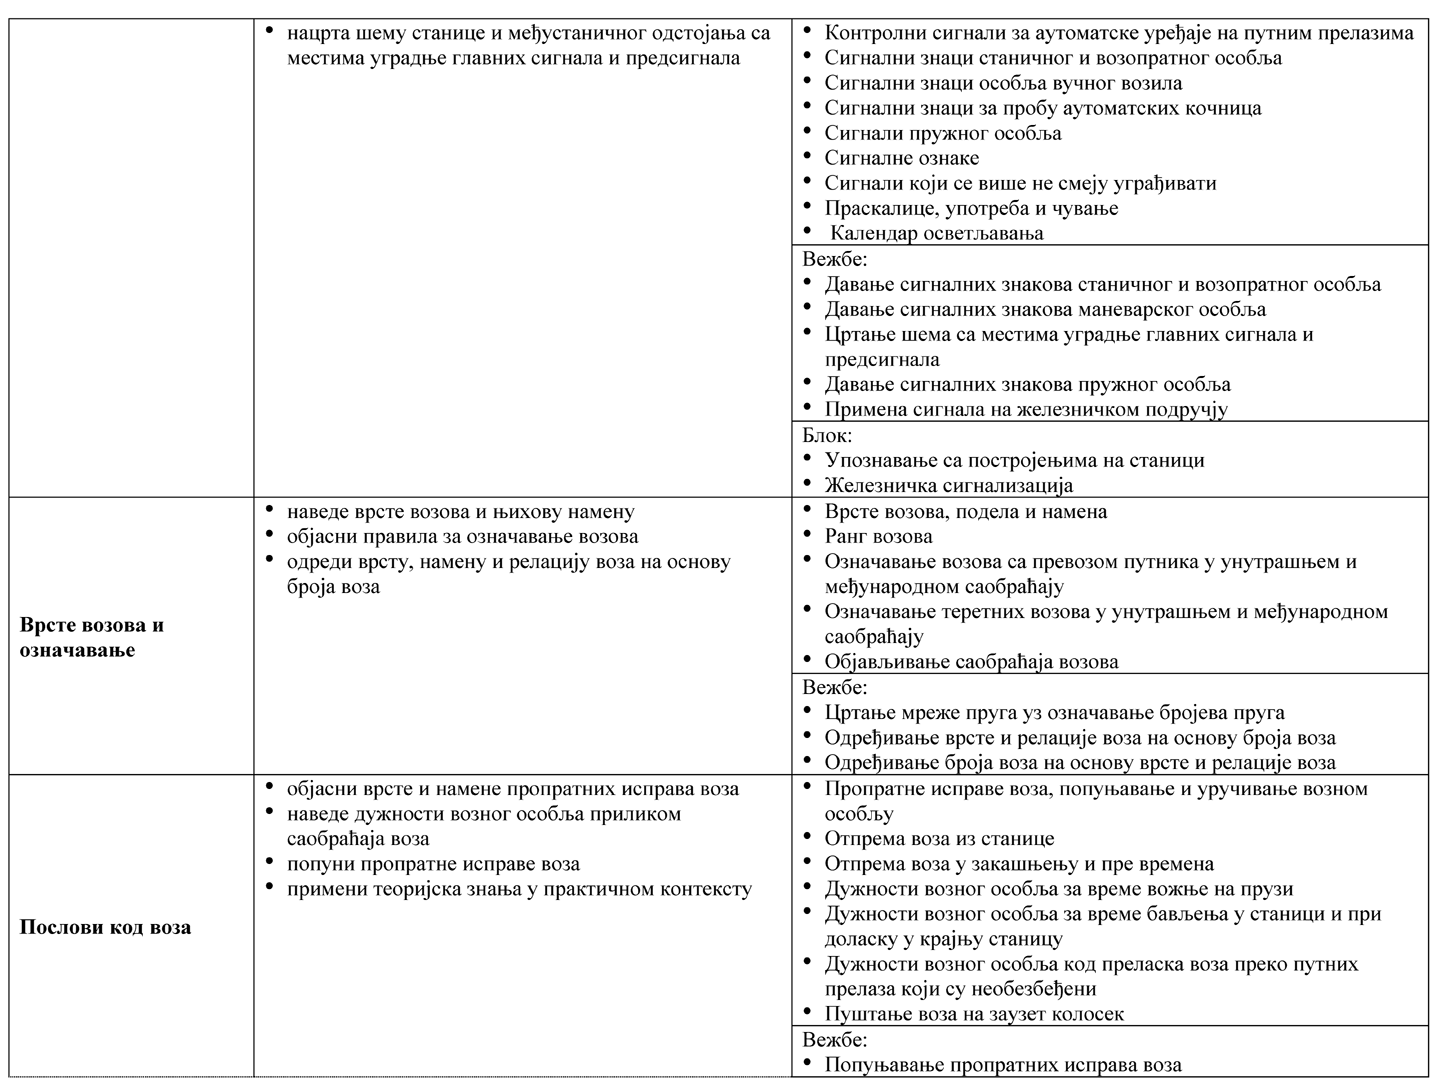 • нацрта шему станице и међустаничног одстојања са
местима уградње главних сигнала и предсигнала
• Контролни сигнали за аутоматске уређаје на путним прелазима
• Сигнални знаци станичног и возопратног особља
• Сигнални знаци особља вучног возила
• Сигнални знаци за пробу аутоматских кочница
• Сигнали пружног особља
• Сигналне ознаке
• Сигнали који се више не смеју уграђивати
• Праскалице, употреба и чување
• Календар осветљавања
Вежбе:
• Давање сигналних знакова станичног и возопратног особља
• Давање сигналних знакова маневарског особља
• Цртање шема са местима уградње главних сигнала и
предсигнала
• Давање сигналних знакова пружног особља
• Примена сигнала на железничком подручју
Блок:
• Упознавање са постројењима на станици
• Железничка сигнализација
Врсте возова и
означавање
• наведе врсте возова и њихову намену
• објасни правила за означавање возова
• одреди врсту, намену и релацију воза на основу
броја воза
• Врсте возова, подела и намена
• Ранг возова
• Означавање возова са превозом путника у унутрашњем и
међународном саобраћају
• Означавање теретних возова у унутрашњем и међународном
саобраћају
• Објављивање саобраћаја возова
Вежбе:
• Цртање мреже пруга уз означавање бројева пруга
• Одређивање врсте и релације воза на основу броја воза
• Одређивање броја воза на основу врсте и релације воза
Послови код воза
• објасни врсте и намене пропратних исправа воза
• наведе дужности возног особља приликом
саобраћаја воза
• попуни пропратне исправе воза
• примени теоријска знања у практичном контексту
• Пропратне исправе воза, попуњавање и уручивање возном
особљу
• Отпрема воза из станице
• Отпрема воза у закашњењу и пре времена
• Дужности возног особља за време вожње на прузи
• Дужности возног особља за време бављења у станици и при
доласку у крајњу станицу
• Дужности возног особља код преласка воза преко путних
прелаза који су необезбеђени
• Пуштање воза на заузет колосек
Вежбе:
• Попуњавање пропратних исправа воза